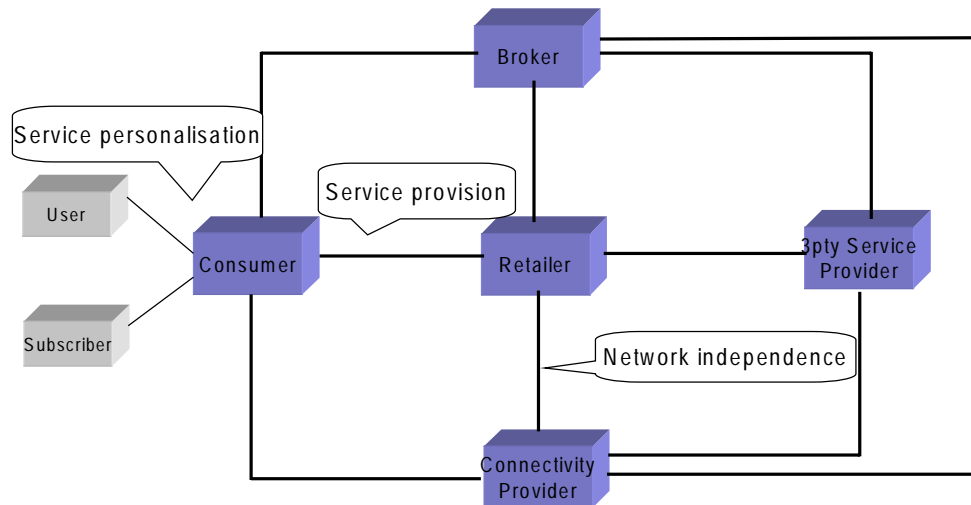 Broker
Service personalisation
Service provision
User
Consumer
Retailer
3pty Service
Provider
Subscriber
Network independence
Connectivity
Provider